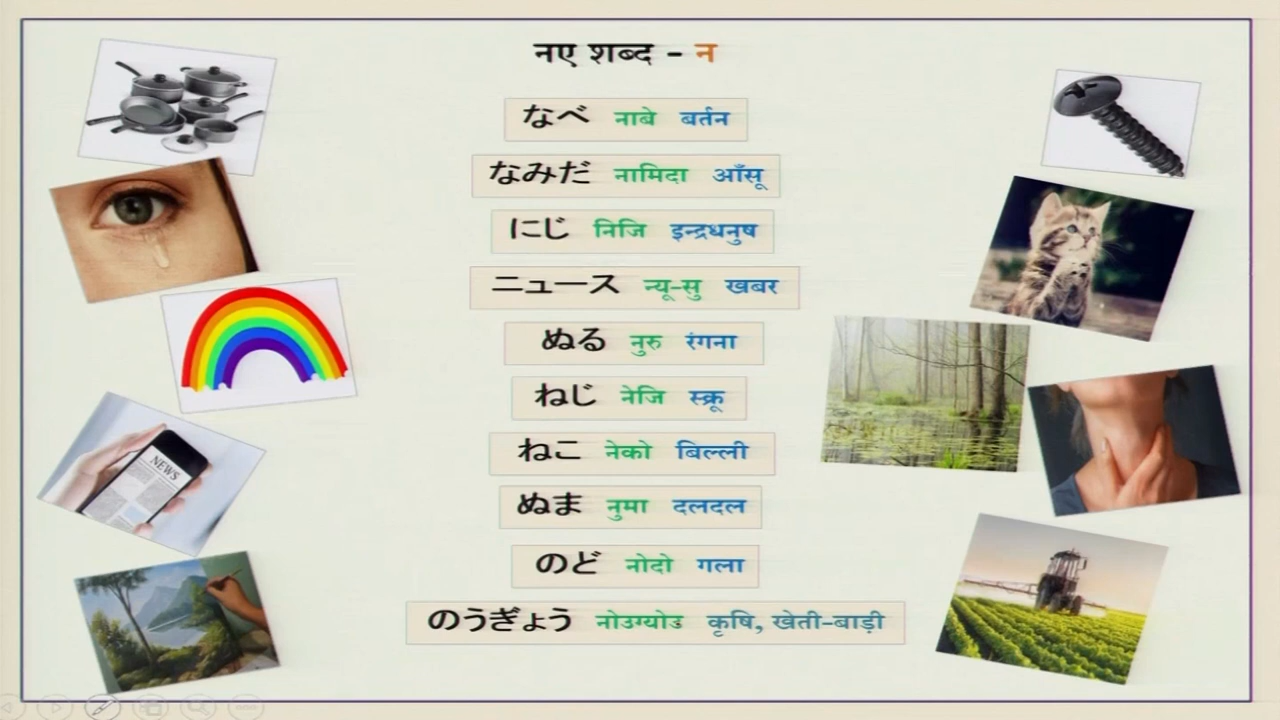 नए शब्द - न
なべ नाबे बर्तन
なみだ नामिदा आँसू
にじ निजि इन्द्रधनुष
ニュース न्यू-सु खबर
ぬる नुरु रंगना
ねじ नेजि स्क्रू
ねこ नेको बिल्ली
ぬま नुमा दलदल
のど नोदो गला
のうぎょう नोउग्योउ कृषि, खेती-बाड़ी
NEWS